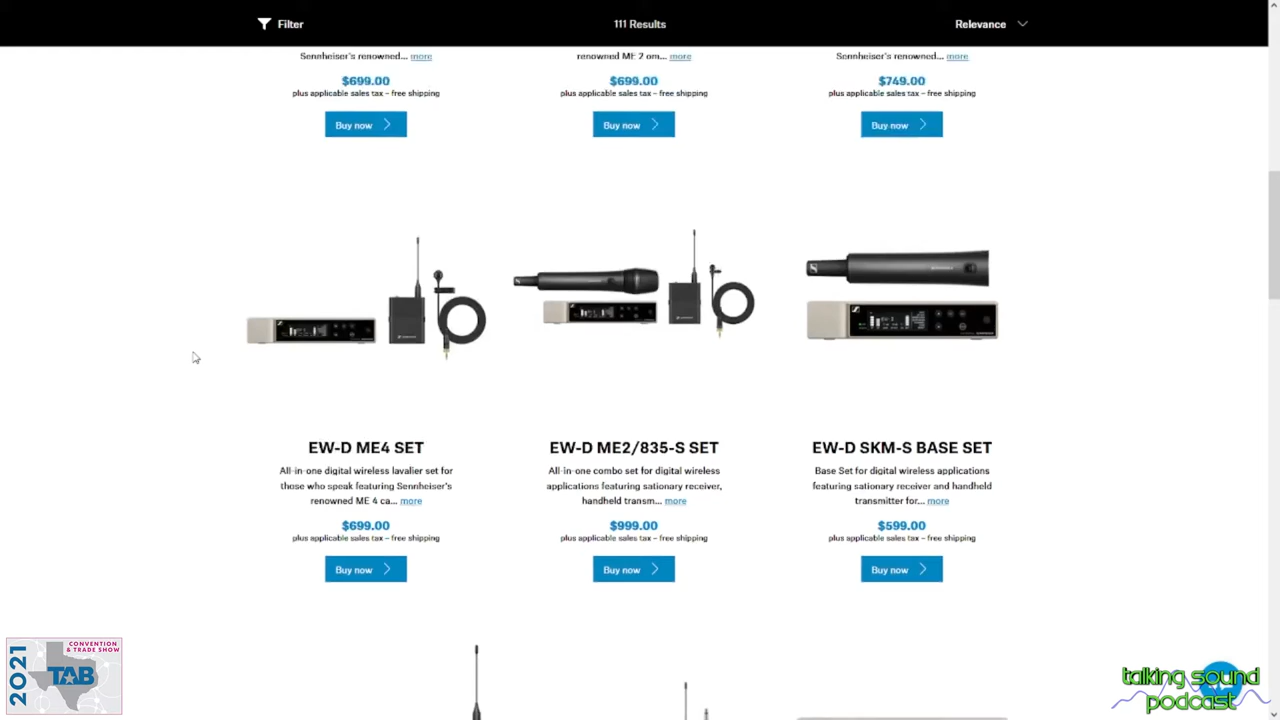 Filter
111 Results
Relevance
Sennheiser's renowned... more
renowned ME 2 om... more
Sennheiser's renowned... more
$699.00
$699.00
$749.00
plus applicable sales tax – free shipping
plus applicable sales tax – free shipping
plus applicable sales tax – free shipping
Buy now
Buy now
Buy now
EW-D ME4 SET
All-in-one digital wireless lavalier set for
those who speak featuring Sennheiser's
renowned ME 4 ca... more
$699.00
plus applicable sales tax – free shipping
Buy now
EW-D ME2/835-S SET
All-in-one combo set for digital wireless
applications featuring sationary receiver,
handheld transm... more
$999.00
plus applicable sales tax – free shipping
Buy now
EW-D SKM-S BASE SET
Base Set for digital wireless applications
featuring sationary receiver and handheld
transmitter for... more
$599.00
plus applicable sales tax – free shipping
Buy now
2021
CONVENTION
& TRADE SHOW
TAB
talking sound
podcast